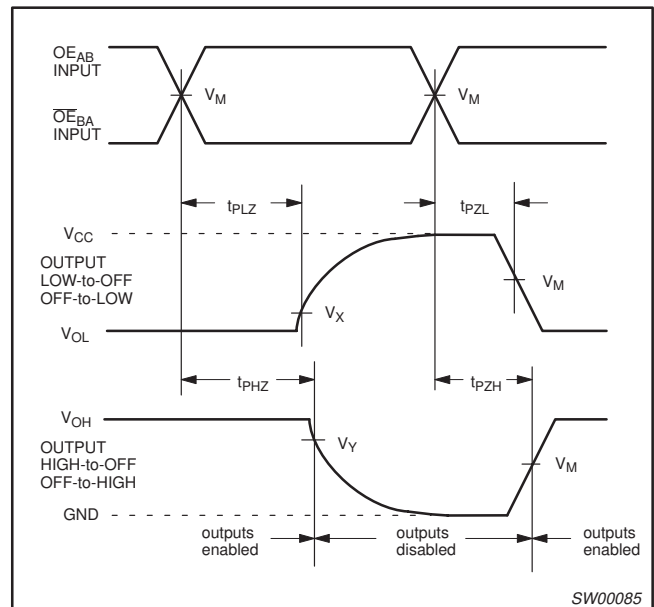 OEAB
INPUT
VM
VM
OEBA
INPUT
tPLZ
tPZL
VCC
OUTPUT
LOW-to-OFF
OFF-to-LOW
VM
VX
VOL
tPHZ
tPZH
VOH
OUTPUT
HIGH-to-OFF
OFF-to-HIGH
VY
VM
GND
outputs
enabled
outputs
disabled
outputs
enabled
SW00085